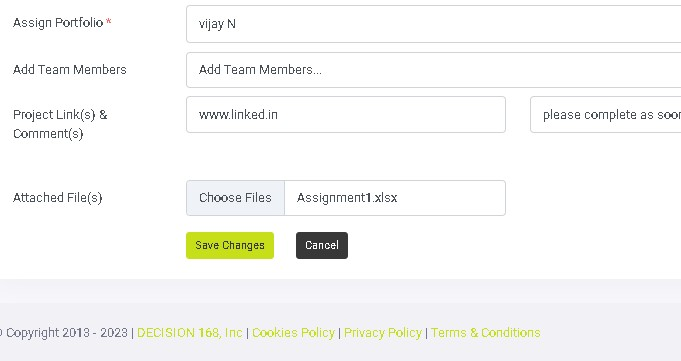 Assign Portfolio * vijay N
Add Team Members Add Team Members...
Project Link(s) & Comment(s) www.linked.in please complete as soon
Attached File(s) Choose Files Assignment1.xlsx
Save Changes Cancel
Copyright 2013 - 2023 | DECISION 168, Inc | Cookies Policy | Privacy Policy | Terms & Conditions